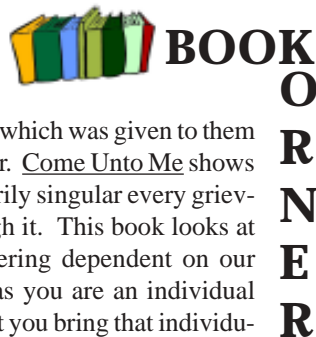 BOOK
O
R
N
E
R
which was given to them
r. Come Unto Me shows
rily singular every griev-
gh it. This book looks at
ering dependent on our
as you are an individual
t you bring that individu-